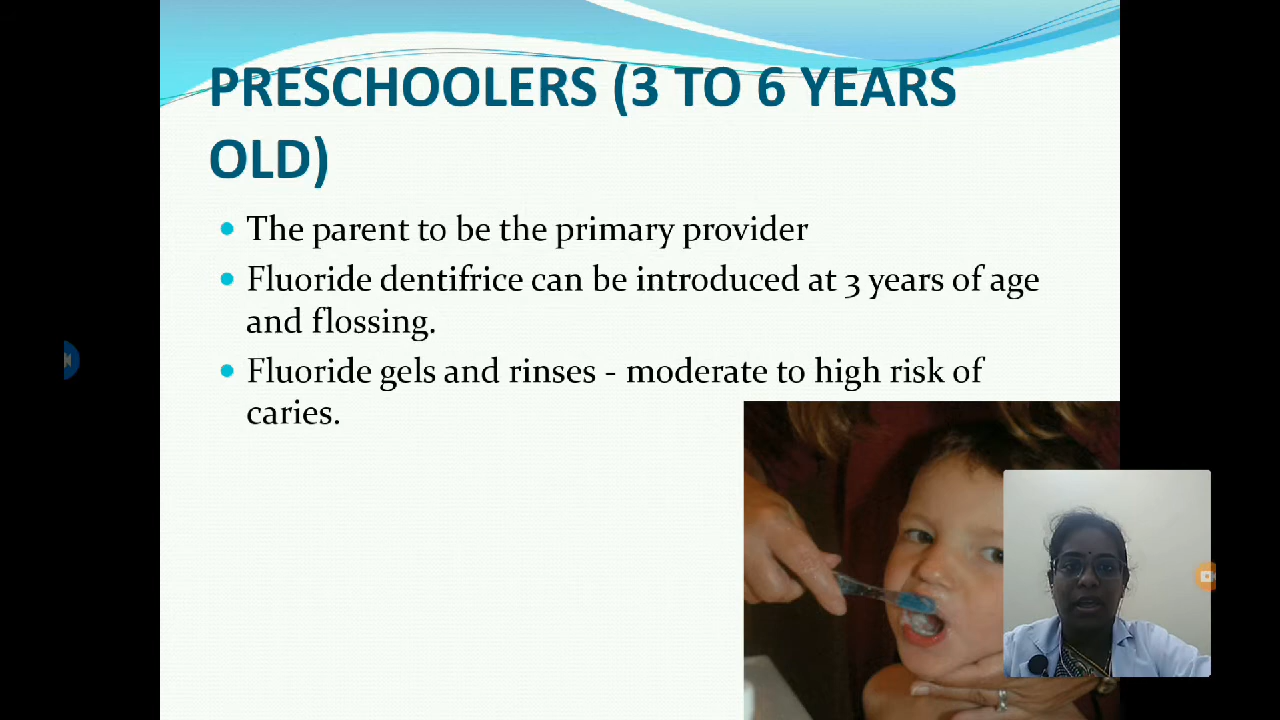 PRESCHOOLERS (3 TO 6 YEARS
OLD)
• The parent to be the primary provider
• Fluoride dentifrice can be introduced at 3 years of age
and flossing.
• Fluoride gels and rinses - moderate to high risk of
caries.